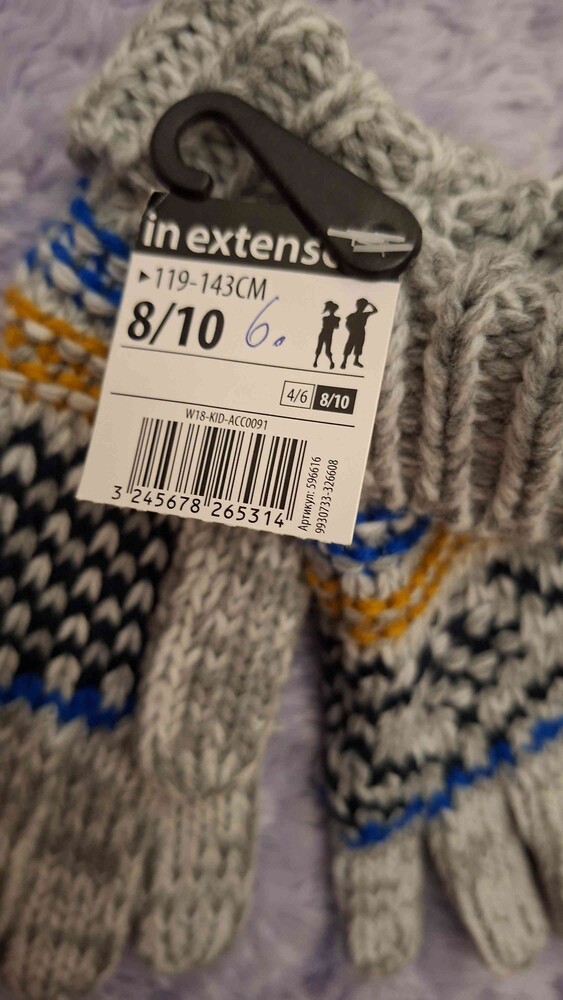 in extenso
▶119-143CM
8/10 6.
4/6 8/10
W18-KID-ACC0091
3 245678 265314
Артикул: 596616
9930733-326608